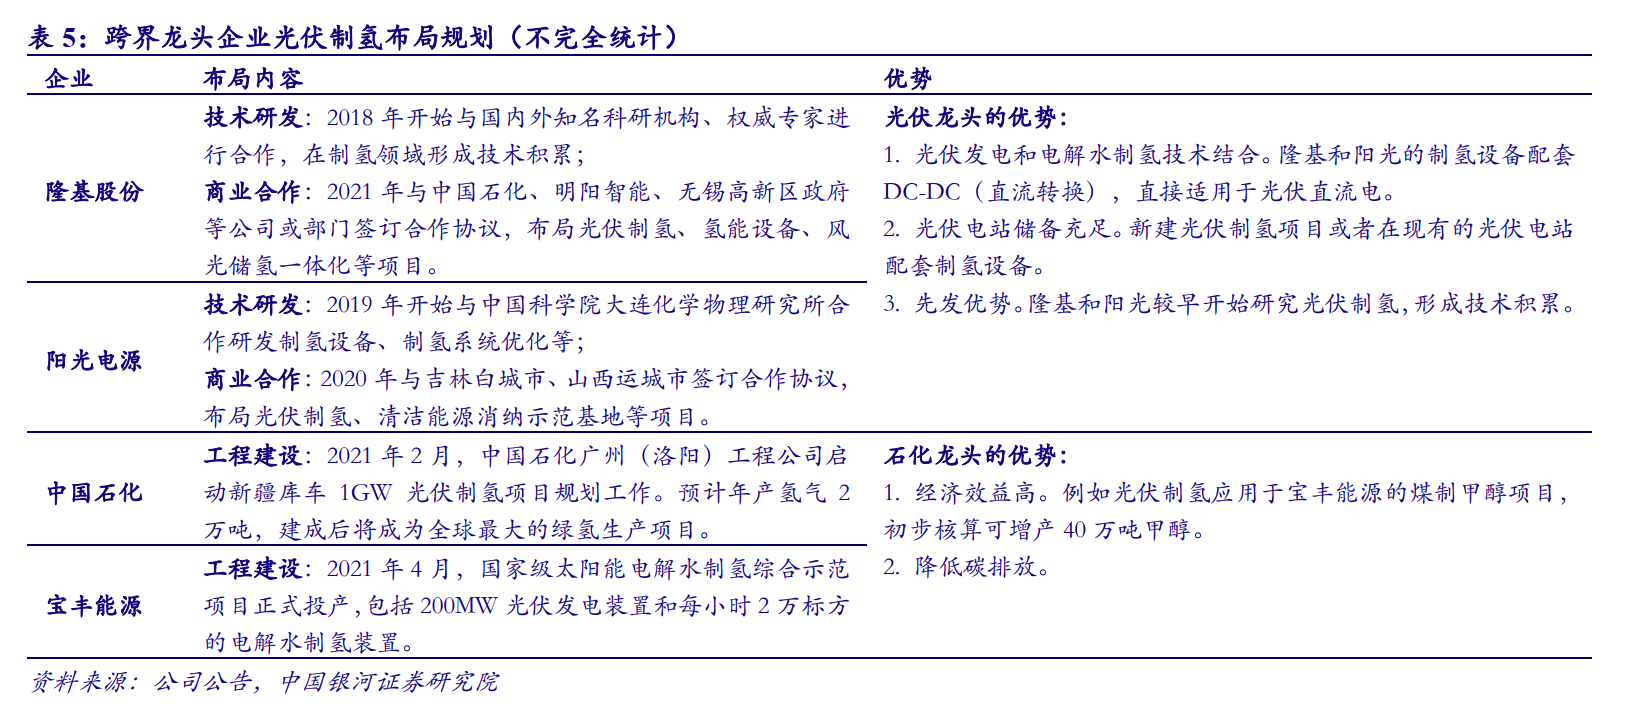 表 5：跨界龙头企业光伏制氢布局规划（不完全统计）
企业
布局内容
优势
隆基股份
技术研发：2018 年开始与国内外知名科研机构、权威专家进
行合作，在制氢领域形成技术积累；
商业合作：2021 年与中国石化、明阳智能、无锡高新区政府
等公司或部门签订合作协议，布局光伏制氢、氢能设备、风
光储氢一体化等项目。
光伏龙头的优势：
1. 光伏发电和电解水制氢技术结合。隆基和阳光的制氢设备配套
DC-DC（直流转换），直接适用于光伏直流电。
2. 光伏电站储备充足。新建光伏制氢项目或者在现有的光伏电站
配套制氢设备。
3. 先发优势。隆基和阳光较早开始研究光伏制氢，形成技术积累。
阳光电源
技术研发：2019 年开始与中国科学院大连化学物理研究所合
作研发制氢设备、制氢系统优化等；
商业合作：2020 年与吉林白城市、山西运城市签订合作协议，
布局光伏制氢、清洁能源消纳示范基地等项目。
中国石化
工程建设：2021 年 2 月，中国石化广州（洛阳）工程公司启
动新疆库车 1GW 光伏制氢项目规划工作。预计年产氢气 2
万吨，建成后将成为全球最大的绿氢生产项目。
石化龙头的优势：
1. 经济效益高。例如光伏制氢应用于宝丰能源的煤制甲醇项目，
初步核算可增产 40 万吨甲醇。
2. 降低碳排放。
宝丰能源
工程建设：2021 年 4 月，国家级太阳能电解水制氢综合示范
项目正式投产，包括 200MW 光伏发电装置和每小时 2 万标方
的电解水制氢装置。
资料来源：公司公告，中国银河证券研究院